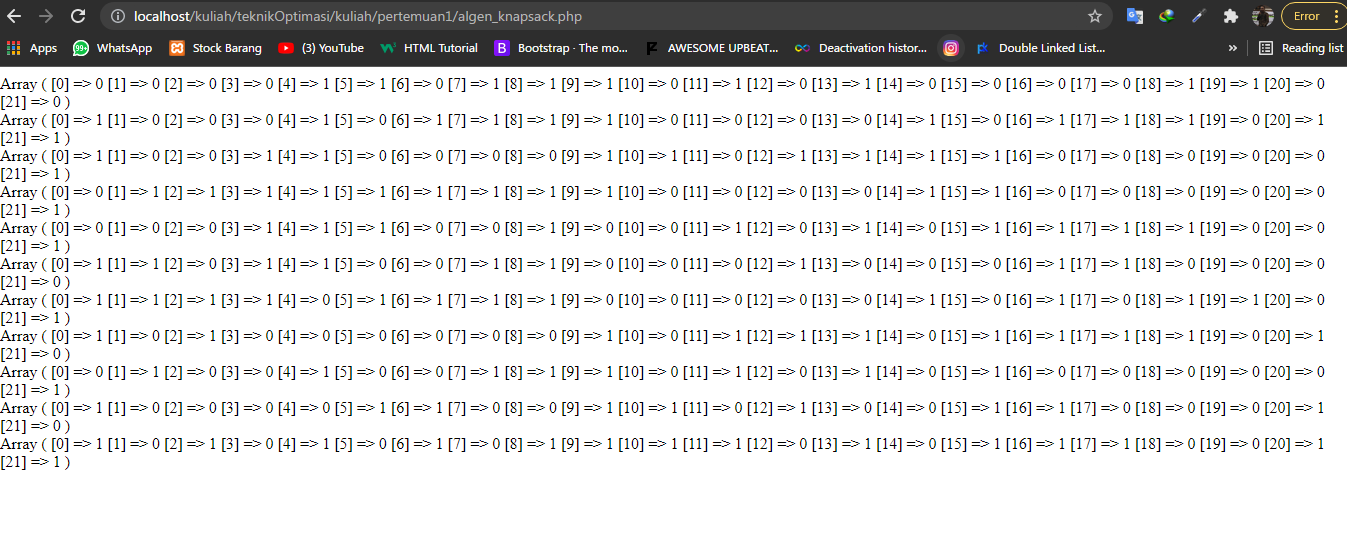 localhost/kuliah/teknikOptimasi/kuliah/pertemuan1/algen_knapsack.php Error
Apps 99+ WhatsApp Stock Barang (3) YouTube HTML Tutorial B Bootstrap · The mo... AWESOME UPBEAT... Deactivation histor... Double Linked List... » Reading list
Array ( [0] => 0 [1] => 0 [2] => 0 [3] => 0 [4] => 1 [5] => 1 [6] => 0 [7] => 1 [8] => 1 [9] => 1 [10] => 0 [11] => 1 [12] => 0 [13] => 1 [14] => 0 [15] => 0 [16] => 0 [17] => 0 [18] => 1 [19] => 1 [20] => 0
[21] => 0 )
Array ( [0] => 1 [1] => 0 [2] => 0 [3] => 0 [4] => 1 [5] => 0 [6] => 1 [7] => 1 [8] => 1 [9] => 1 [10] => 0 [11] => 0 [12] => 0 [13] => 0 [14] => 1 [15] => 0 [16] => 1 [17] => 1 [18] => 1 [19] => 0 [20] => 1
[21] => 1 )
Array ( [0] => 1 [1] => 0 [2] => 0 [3] => 1 [4] => 1 [5] => 0 [6] => 0 [7] => 0 [8] => 0 [9] => 1 [10] => 1 [11] => 0 [12] => 1 [13] => 1 [14] => 1 [15] => 1 [16] => 0 [17] => 0 [18] => 0 [19] => 0 [20] => 0
[21] => 1 )
Array ( [0] => 0 [1] => 1 [2] => 1 [3] => 1 [4] => 1 [5] => 1 [6] => 1 [7] => 1 [8] => 1 [9] => 1 [10] => 0 [11] => 0 [12] => 0 [13] => 0 [14] => 1 [15] => 1 [16] => 0 [17] => 0 [18] => 0 [19] => 0 [20] => 0
[21] => 1 )
Array ( [0] => 0 [1] => 0 [2] => 0 [3] => 1 [4] => 1 [5] => 1 [6] => 0 [7] => 0 [8] => 1 [9] => 0 [10] => 0 [11] => 1 [12] => 0 [13] => 1 [14] => 0 [15] => 1 [16] => 1 [17] => 1 [18] => 1 [19] => 0 [20] => 0
[21] => 1 )
Array ( [0] => 1 [1] => 1 [2] => 0 [3] => 1 [4] => 1 [5] => 0 [6] => 0 [7] => 1 [8] => 1 [9] => 0 [10] => 0 [11] => 0 [12] => 1 [13] => 0 [14] => 0 [15] => 0 [16] => 1 [17] => 1 [18] => 0 [19] => 0 [20] => 0
[21] => 0 )
Array ( [0] => 1 [1] => 1 [2] => 1 [3] => 1 [4] => 0 [5] => 1 [6] => 1 [7] => 1 [8] => 1 [9] => 0 [10] => 0 [11] => 0 [12] => 0 [13] => 0 [14] => 1 [15] => 0 [16] => 1 [17] => 0 [18] => 1 [19] => 1 [20] => 0
[21] => 1 )
Array ( [0] => 1 [1] => 0 [2] => 1 [3] => 0 [4] => 0 [5] => 0 [6] => 0 [7] => 0 [8] => 0 [9] => 1 [10] => 0 [11] => 1 [12] => 1 [13] => 1 [14] => 0 [15] => 1 [16] => 1 [17] => 1 [18] => 1 [19] => 0 [20] => 1
[21] => 0 )
Array ( [0] => 0 [1] => 1 [2] => 0 [3] => 0 [4] => 1 [5] => 0 [6] => 0 [7] => 1 [8] => 1 [9] => 1 [10] => 0 [11] => 1 [12] => 0 [13] => 1 [14] => 0 [15] => 1 [16] => 0 [17] => 0 [18] => 1 [19] => 0 [20] => 0
[21] => 1 )
Array ( [0] => 1 [1] => 0 [2] => 0 [3] => 0 [4] => 0 [5] => 1 [6] => 1 [7] => 0 [8] => 0 [9] => 1 [10] => 1 [11] => 0 [12] => 1 [13] => 0 [14] => 0 [15] => 1 [16] => 1 [17] => 0 [18] => 0 [19] => 0 [20] => 1
[21] => 0 )
Array ( [0] => 1 [1] => 0 [2] => 1 [3] => 0 [4] => 1 [5] => 0 [6] => 1 [7] => 0 [8] => 1 [9] => 1 [10] => 1 [11] => 1 [12] => 0 [13] => 1 [14] => 0 [15] => 1 [16] => 1 [17] => 1 [18] => 0 [19] => 0 [20] => 1
[21] => 1 )